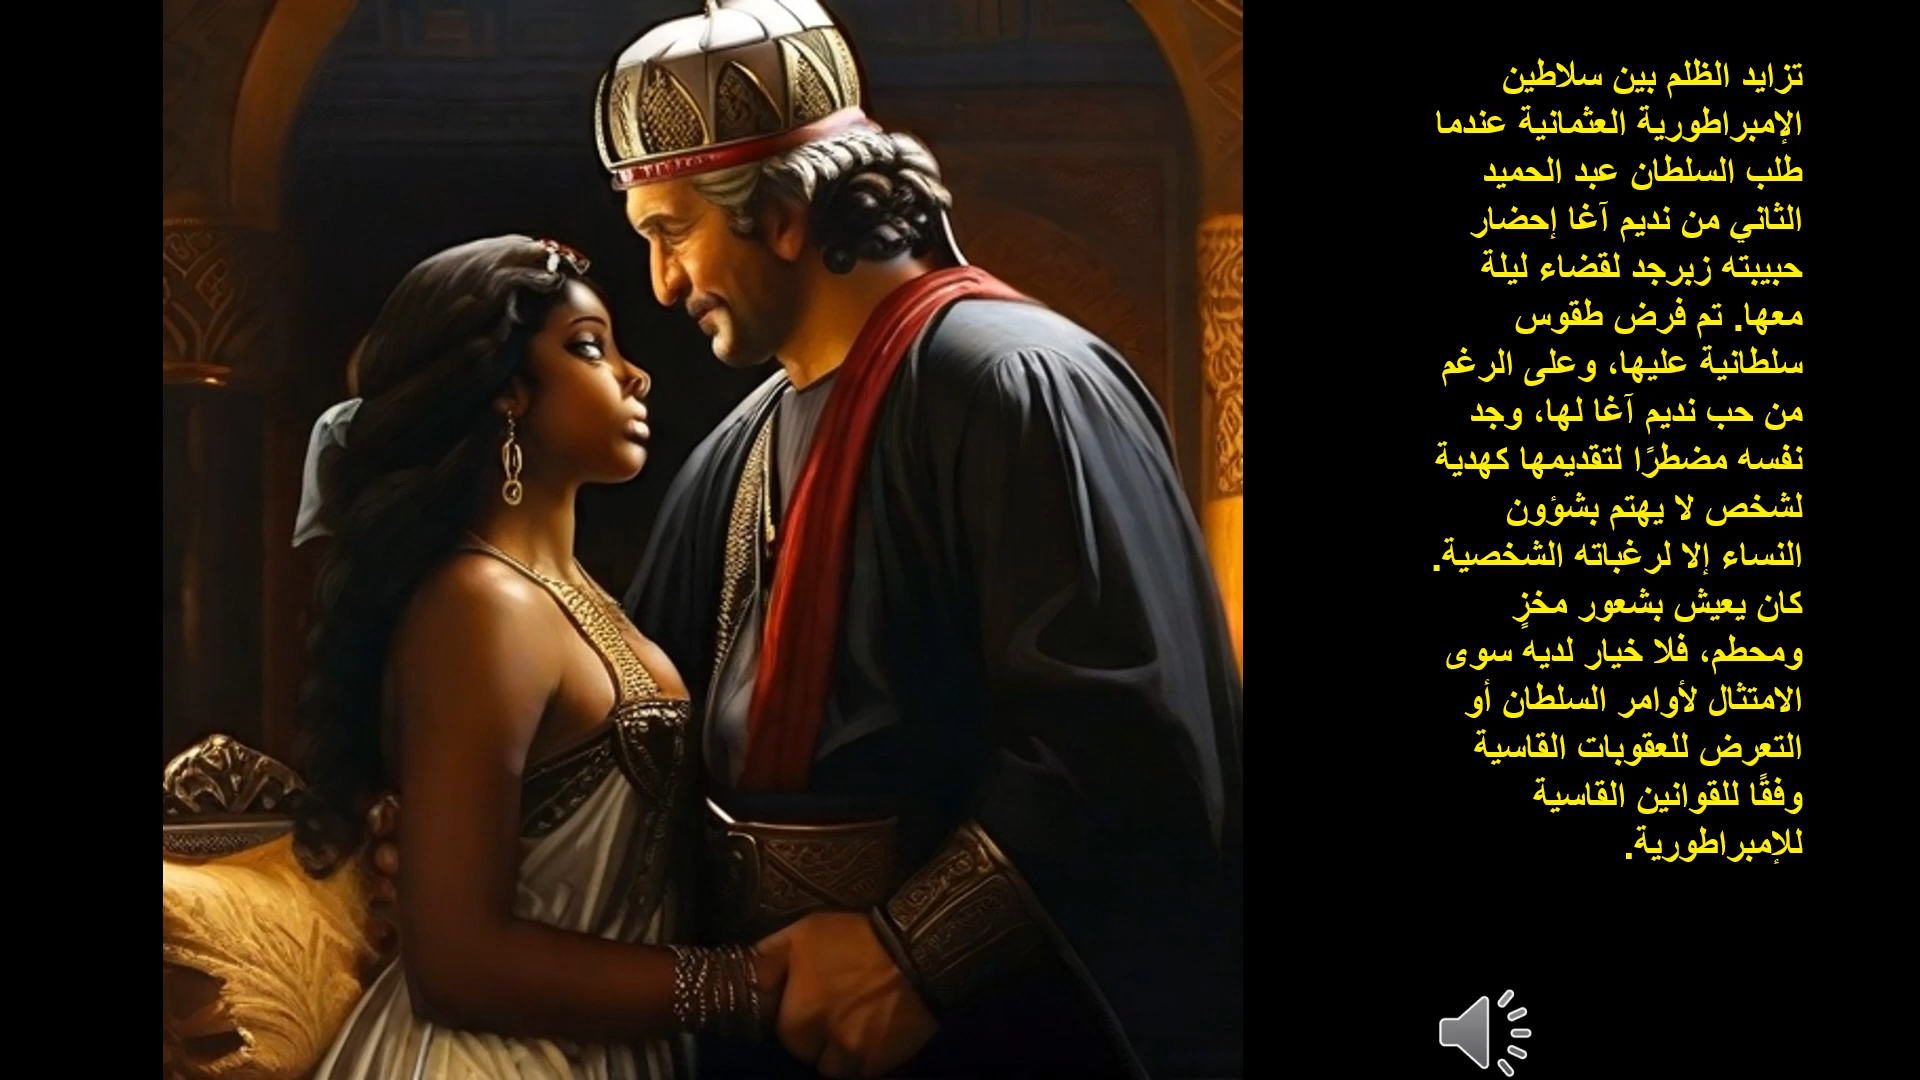 تزايد الظلم بين سلاطين
الإمبراطورية العثمانية عندما
طلب السلطان عبد الحميد
الثاني من نديم آغا إحضار
حبيبته زبرجد لقضاء ليلة
معها. تم فرض طقوس
سلطانية عليها، وعلى الرغم
من حب نديم آغا لها، وجد
نفسه مضطرًا لتقديمها كهدية
لشخص لا يهتم بشؤون
النساء إلا لرغباته الشخصية.
كان يعيش بشعور مخزٍ
ومحطم، فلا خيار لديه سوى
الامتثال لأوامر السلطان أو
التعرض للعقوبات القاسية
وفقًا للقوانين القاسية
للإمبراطورية.